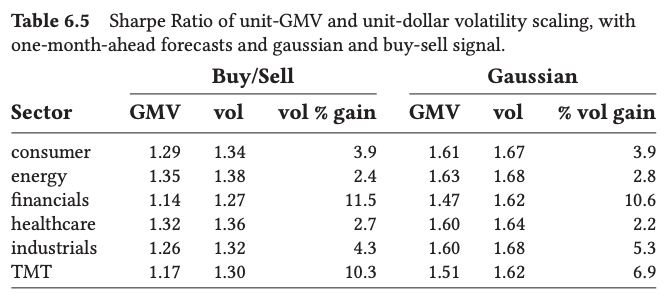 Table 6.5 Sharpe Ratio of unit-GMV and unit-dollar volatility scaling, with
one-month-ahead forecasts and gaussian and buy-sell signal.
Buy/Sell Gaussian
Sector GMV vol vol % gain GMV vol % vol gain
consumer 1.29 1.34 3.9 1.61 1.67 3.9
energy 1.35 1.38 2.4 1.63 1.68 2.8
financials 1.14 1.27 11.5 1.47 1.62 10.6
healthcare 1.32 1.36 2.7 1.60 1.64 2.2
industrials 1.26 1.32 4.3 1.60 1.68 5.3
TMT 1.17 1.30 10.3 1.51 1.62 6.9